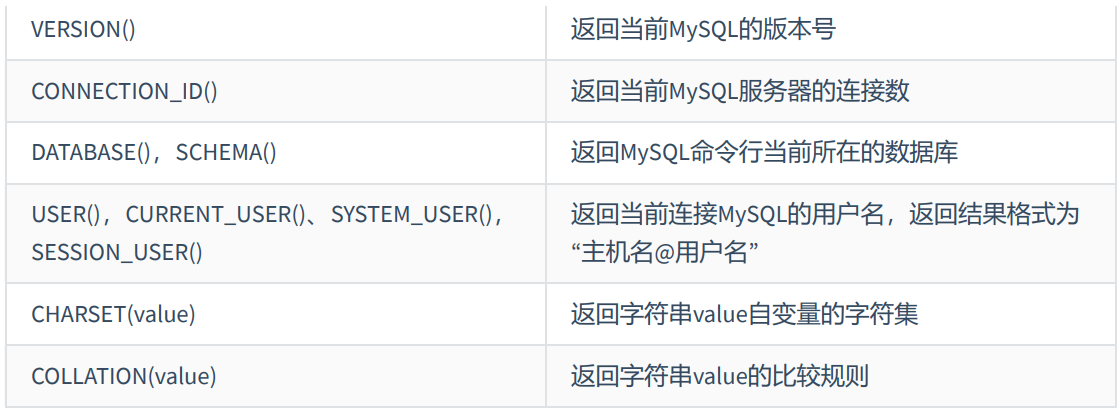 VERSION() 返回当前MySQL的版本号
CONNECTION_ID() 返回当前MySQL服务器的连接数
DATABASE()，SCHEMA() 返回MySQL命令行当前所在的数据库
USER()，CURRENT_USER()、SYSTEM_USER()，
SESSION_USER()
返回当前连接MySQL的用户名，返回结果格式为
“主机名@用户名”
CHARSET(value) 返回字符串value自变量的字符集
COLLATION(value) 返回字符串value的比较规则